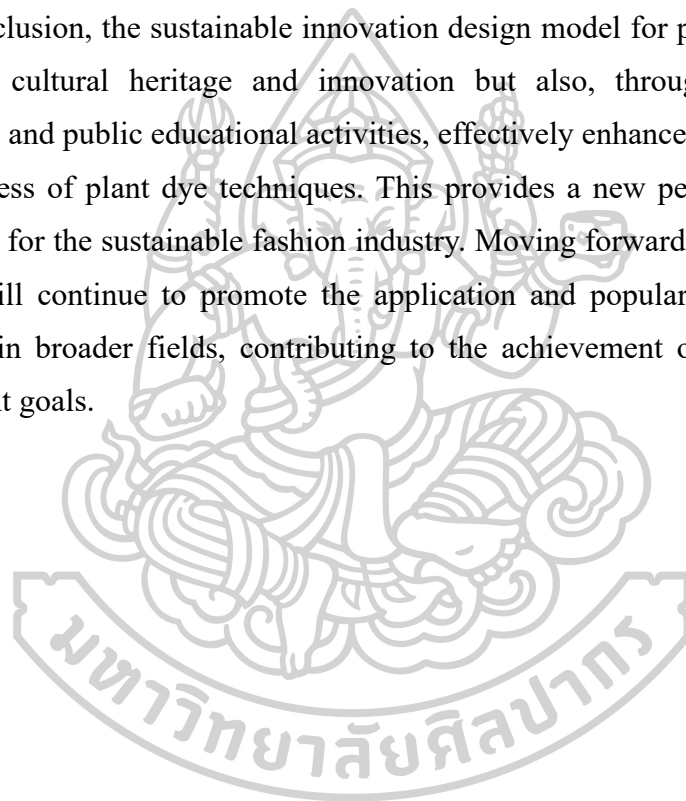 clusion, the sustainable innovation design model for p
cultural heritage and innovation but also, throug
and public educational activities, effectively enhance
ess of plant dye techniques. This provides a new pe
for the sustainable fashion industry. Moving forward
ill continue to promote the application and popular
in broader fields, contributing to the achievement o
t goals.
มหาวิทยาลัยศิลปากร